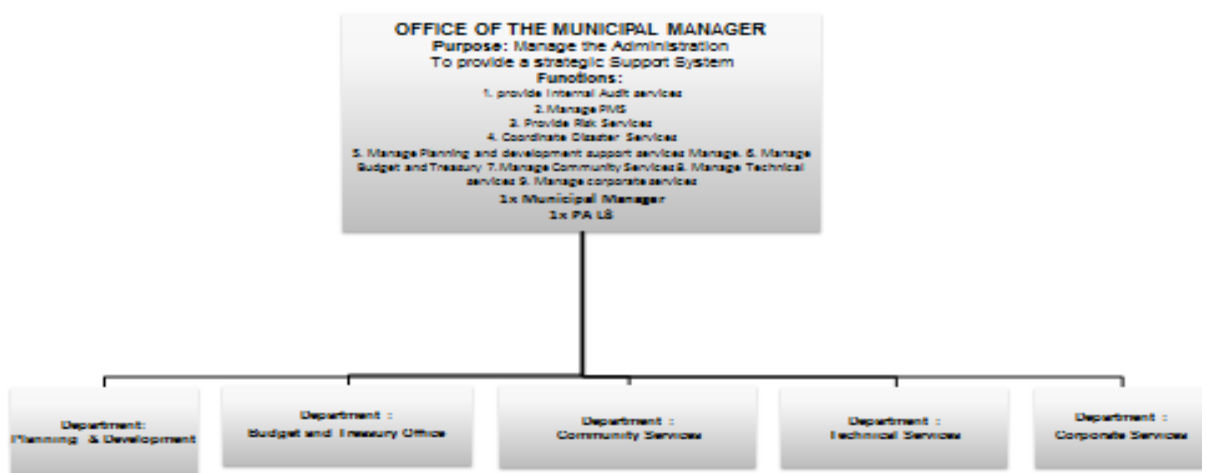 OFFICE OF THE MUNICIPAL MANAGER
Purpose: Manage the Administration
To provide a strategic Support System
Functions:
1. provide Internal Audit services
2. Manage PMS
3. Provide Risk Services
4. Coordinate Disaster Services
5. Manage Planning and development support services Manage. 6. Manage
Budget and Treasury 7. Manage Community Services 8. Manage Technical
services 9. Manage corporate services
1x Municipal Manager
1x PA L8
Department:
Planning & Development
Department :
Budget and Treasury Office
Department :
Community Services
Department :
Technical Services
Department :
Corporate Services